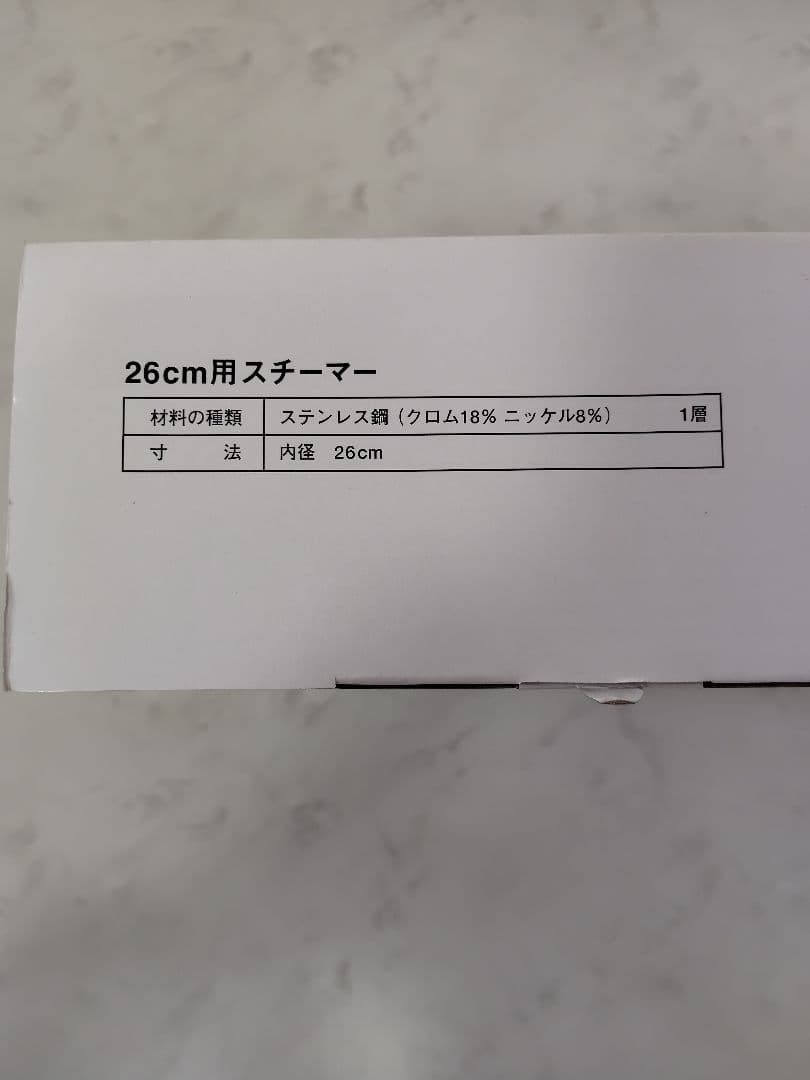 26cm用スチーマー
材料の種類 ステンレス鋼（クロム18% ニッケル8%） 1層
寸 法 内径 26cm